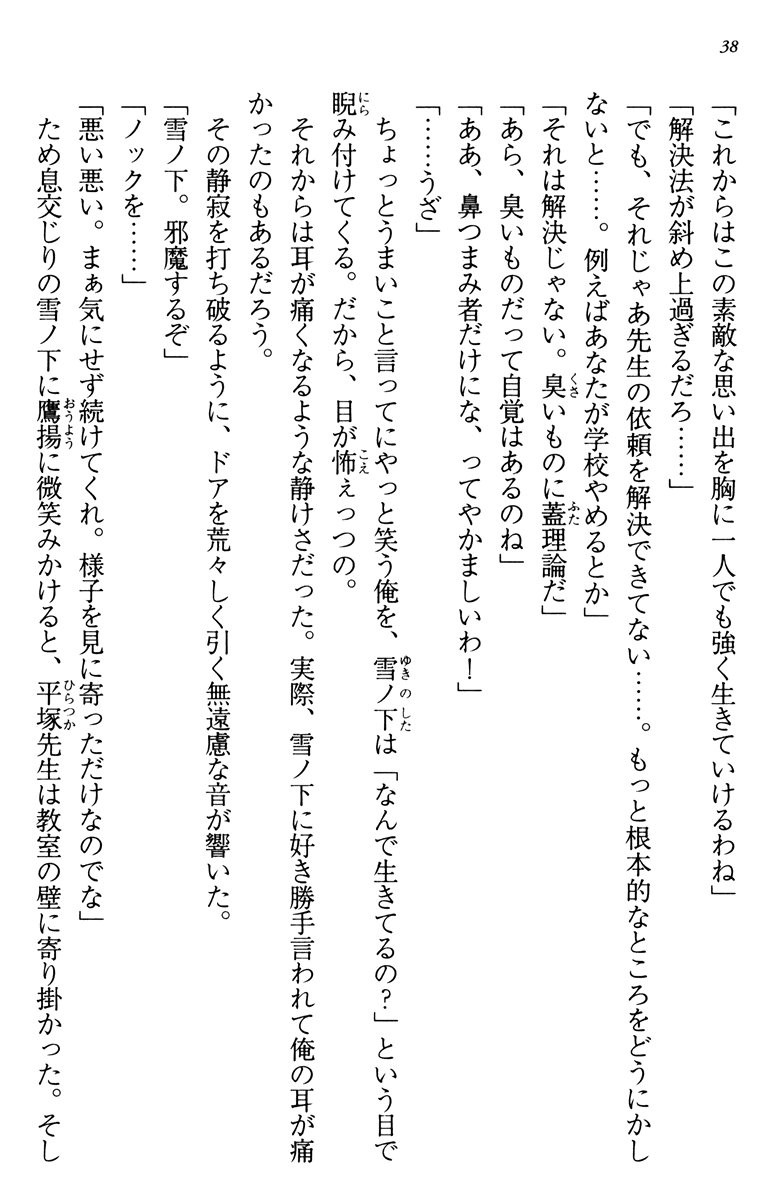 38
「これからはこの素敵な思い出を胸に一人でも強く生きていけるわね」
「解決法が斜め上過ぎるだろ……」
「でも、それじゃあ先生の依頼を解決できてない……。もっと根本的なところをどうにかし
ないと……。例えばあなたが学校やめるとか」
「それは解決じゃない。臭いものに蓋理論だ」
「あら、臭いものだって自覚はあるのね」
「ああ、鼻つまみ者だけにな、ってやかましいわ！」
「……うざ」
ちょっとうまいこと言ってにやっと笑う俺を、雪ノ下は「なんで生きてるの？」という目で
睨み付けてくる。だから、目が怖ぇっつの。
それからは耳が痛くなるような静けさだった。実際、雪ノ下に好き勝手言われて俺の耳が痛
かったのもあるだろう。
その静寂を打ち破るように、ドアを荒々しく引く無遠慮な音が響いた。
「雪ノ下。邪魔するぞ」
「ノックを……」
「悪い悪い。まぁ気にせず続けてくれ。様子を見に寄っただけなのでな」
ため息交じりの雪ノ下に鷹揚に微笑みかけると、平塚先生は教室の壁に寄り掛かった。そし